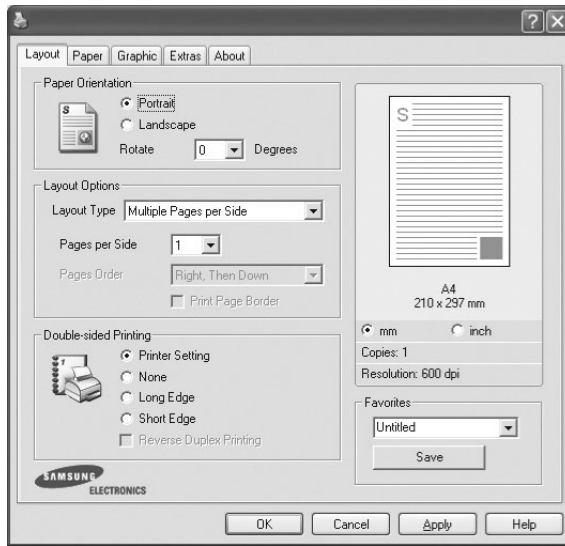 Layout Paper Graphic Extras About
Paper Orientation
S
Portrait
Landscape
Rotate 0 Degrees
Layout Options
Layout Type Multiple Pages per Side
Pages per Side 1
Pages Order Right, Then Down
Print Page Border
Double-sided Printing
Printer Setting
None
Long Edge
Short Edge
Reverse Duplex Printing
SAMSUNG
ELECTRONICS
S
A4
210 x 297 mm
mm inch
Copies: 1
Resolution: 600 dpi
Favorites
Untitled
Save
OK Cancel Apply Help